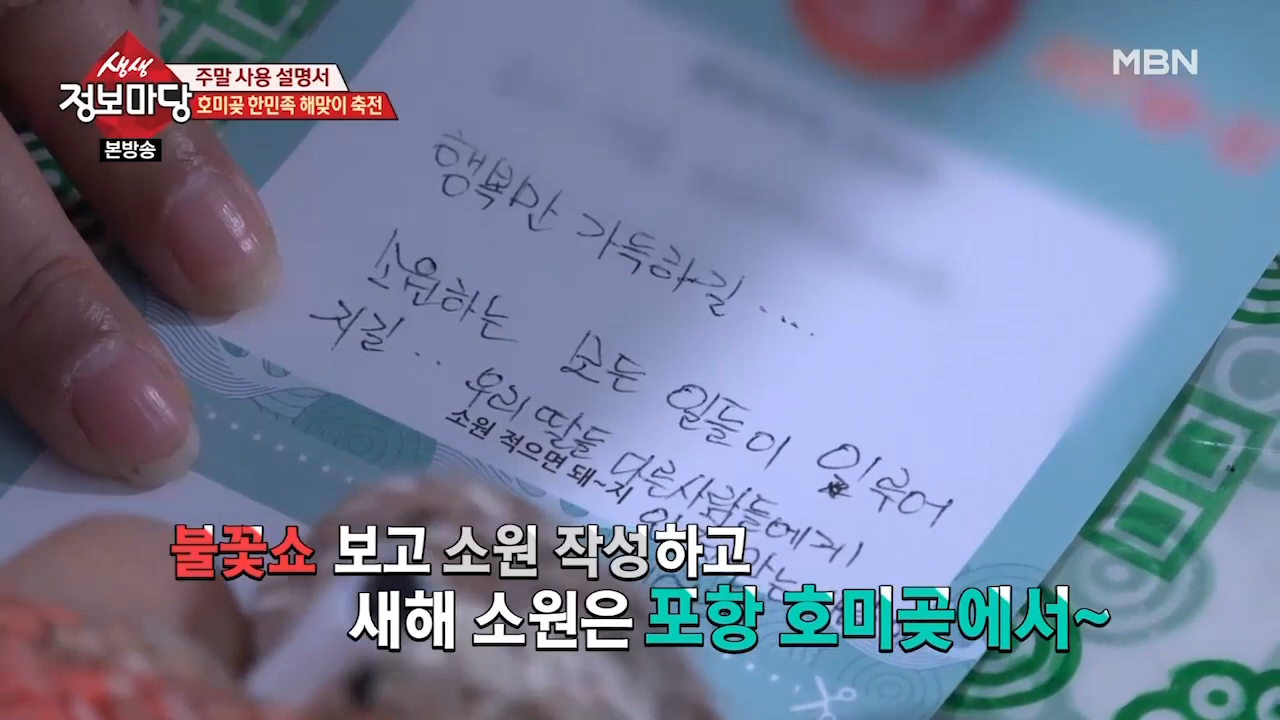 생생
정보마당
본방송
주말 사용 설명서
호미곶 한민족 해맞이 축전
MBN
행복만 가득하길....
소원하는 모든 일들이 이루어
지길...
우리 딸들 다른사람들에게
소원 적으면 돼~지
불꽃쇼 보고 소원 작성하고
새해 소원은 포항 호미곶에서~